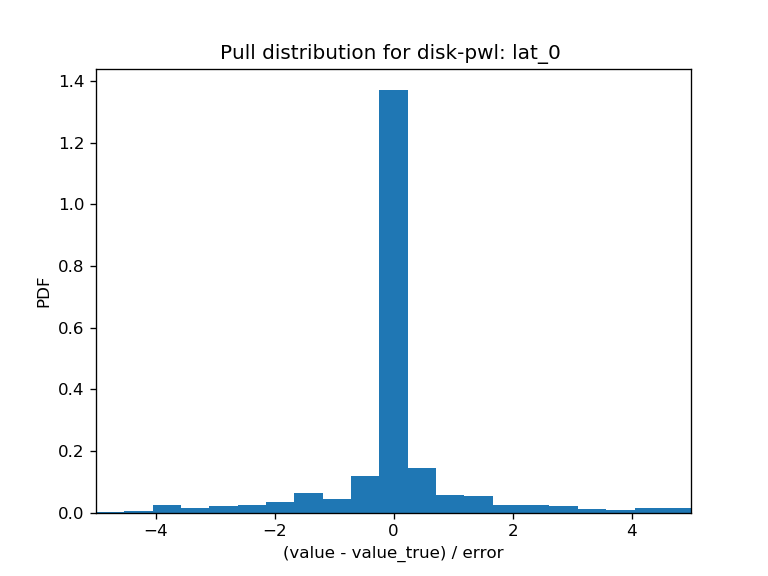 Pull distribution for disk-pwl: lat_0
1.4
1.2
1.0
0.8
0.6
0.4
0.2
0.0
PDF
−4 −2 0 2 4
(value - value_true) / error